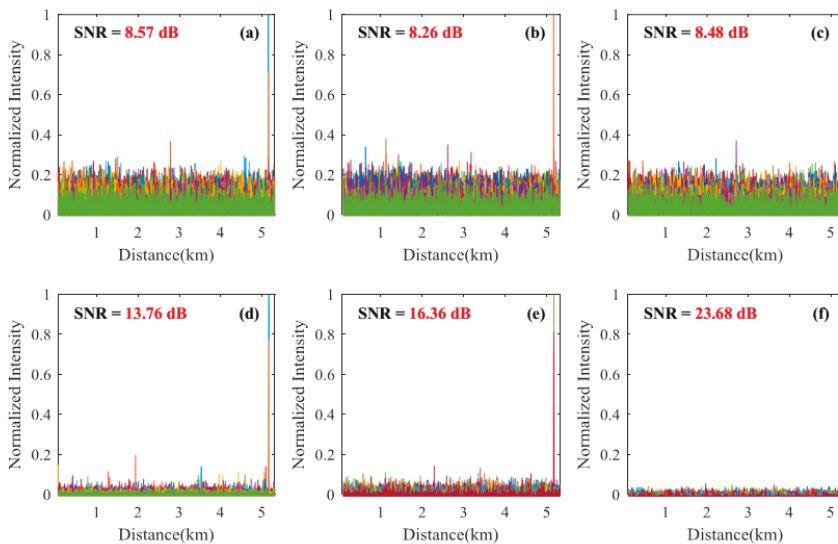 SNR = 8.57 dB (a)
1
0.8
0.6
0.4
0.2
0
Normalized Intensity
1 2 3 4 5
Distance(km)
SNR = 8.26 dB (b)
1
0.8
0.6
0.4
0.2
0
Normalized Intensity
1 2 3 4 5
Distance(km)
SNR = 8.48 dB (c)
1
0.8
0.6
0.4
0.2
0
Normalized Intensity
1 2 3 4 5
Distance(km)
SNR = 13.76 dB (d)
1
0.8
0.6
0.4
0.2
0
Normalized Intensity
1 2 3 4 5
Distance(km)
SNR = 16.36 dB (e)
1
0.8
0.6
0.4
0.2
0
Normalized Intensity
1 2 3 4 5
Distance(km)
SNR = 23.68 dB (f)
1
0.8
0.6
0.4
0.2
0
Normalized Intensity
1 2 3 4 5
Distance(km)